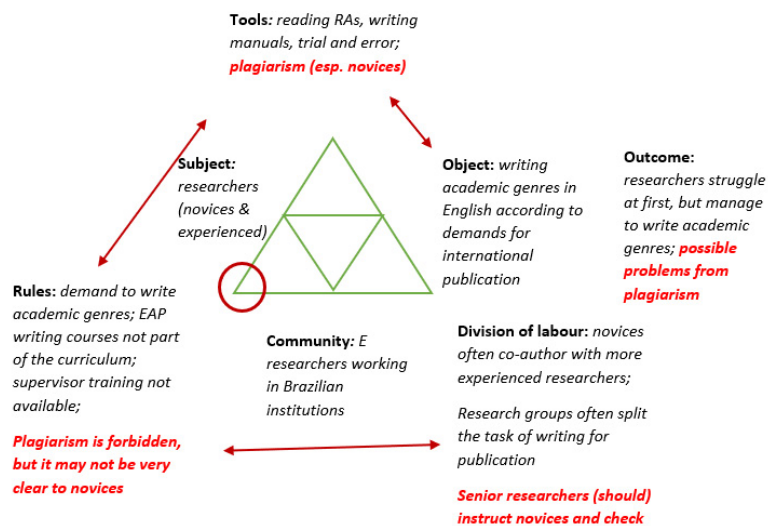 Tools: reading RAs, writing
manuals, trial and error;
plagiarism (esp. novices)
Subject:
researchers
(novices &
experienced)
Object: writing
academic genres in
English according to
demands for
international
publication
Outcome:
researchers struggle
at first, but manage
to write academic
genres; possible
problems from
plagiarism
Rules: demand to write
academic genres; EAP
writing courses not part
of the curriculum;
supervisor training not
available;
Plagiarism is forbidden,
but it may not be very
clear to novices
Community: E
researchers working
in Brazilian
institutions
Division of labour: novices
often co-author with more
experienced researchers;
Research groups often split
the task of writing for
publication
Senior researchers (should)
instruct novices and check